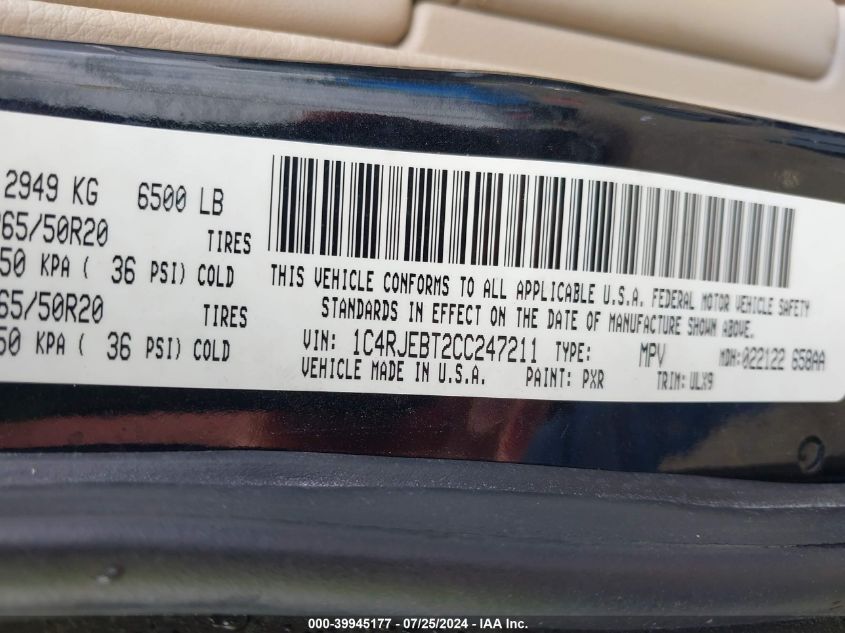 2949 KG 6500 LB
65/50R20 TIRES
50 KPA ( 36 PSI) COLD
65/50R20 TIRES
50 KPA ( 36 PSI) COLD
THIS VEHICLE CONFORMS TO ALL APPLICABLE U.S.A. FEDERAL MOTOR VEHICLE SAFETY
STANDARDS IN EFFECT ON THE DATE OF MANUFACTURE SHOWN ABOVE.
VIN: 1C4RJEBT2CC247211 TYPE: MPV MDH:022122 658AA
VEHICLE MADE IN U.S.A. PAINT: PXR TRIM: ULX9
000-39945177 - 07/25/2024 - IAA Inc.